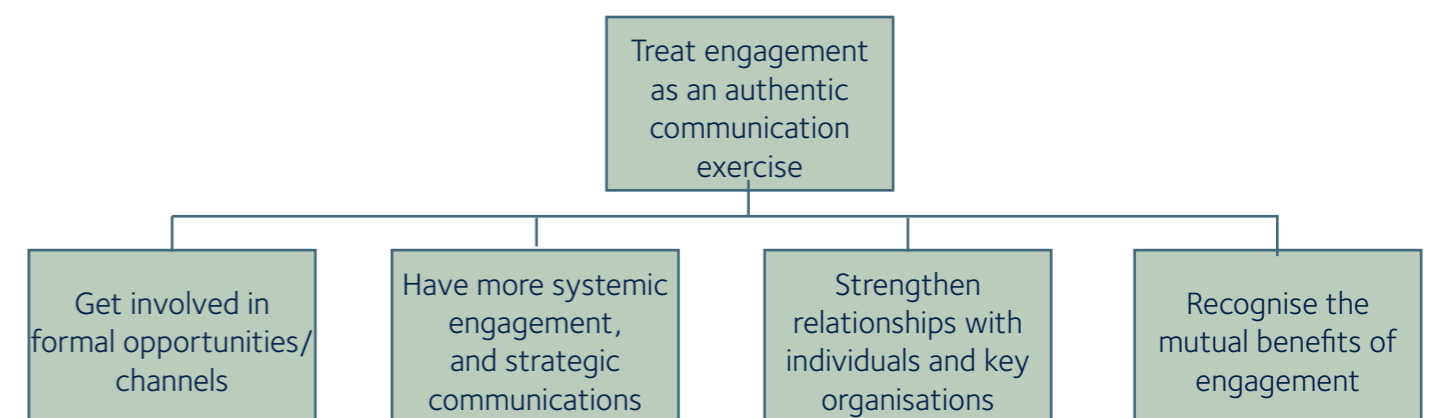 Treat engagement
as an authentic
communication
exercise
Get involved in
formal opportunities/
channels
Have more systemic
engagement,
and strategic
communications
Strengthen
relationships with
individuals and key
organisations
Recognise the
mutual benefits of
engagement